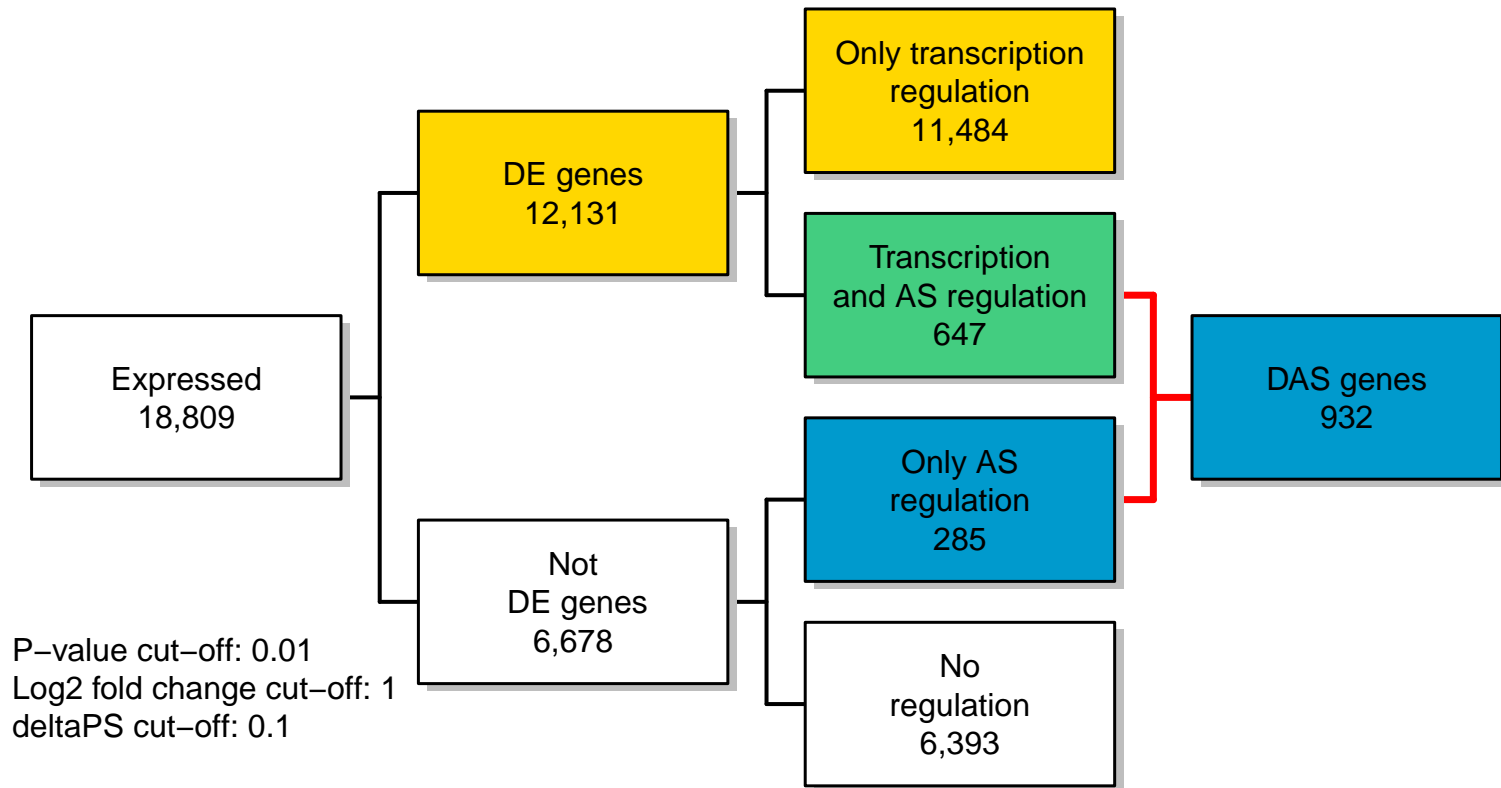 Expressed
18,809
DE genes
12,131
Not
DE genes
6,678
Only transcription
regulation
11,484
Transcription
and AS regulation
647
Only AS
regulation
285
No
regulation
6,393
DAS genes
932
P−value cut−off: 0.01
Log2 fold change cut−off: 1
deltaPS cut−off: 0.1